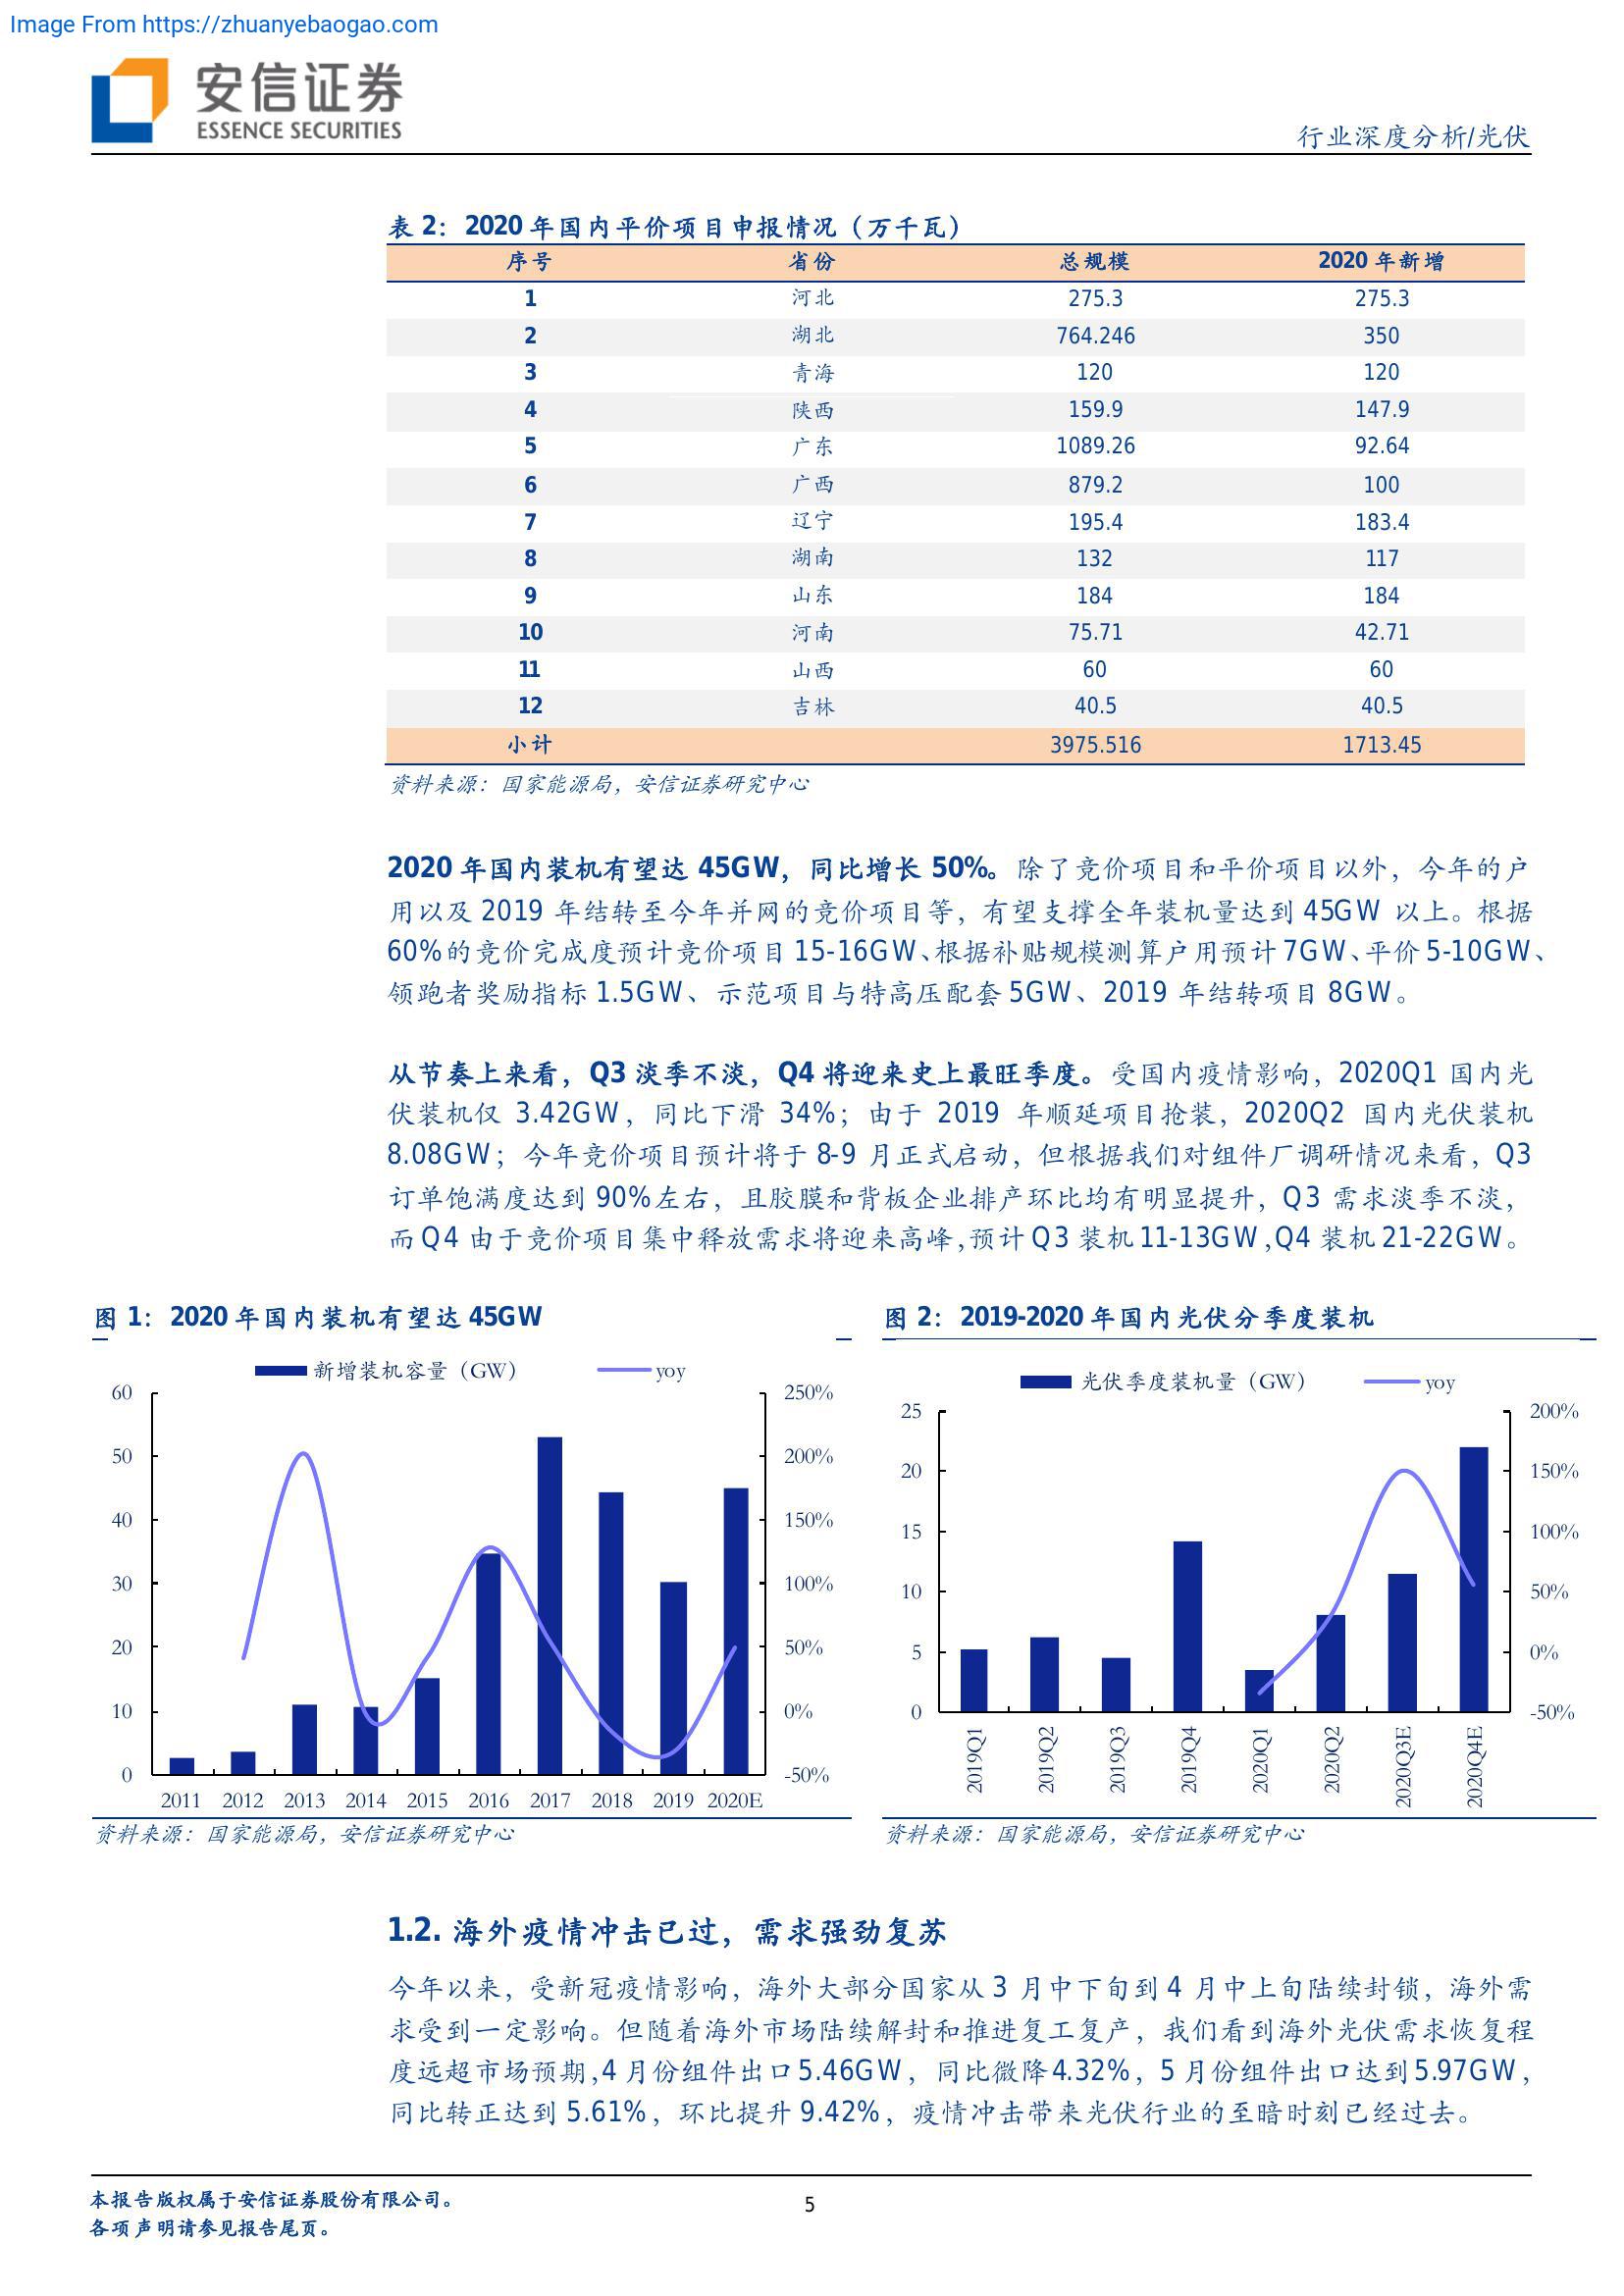 Image From https://zhuanyebaogao.com
安信证券
ESSENCE SECURITIES
行业深度分析/光伏
表 2：2020 年国内平价项目申报情况（万千瓦）
序号 省份 总规模 2020 年新增
1 河北 275.3 275.3
2 湖北 764.246 350
3 青海 120 120
4 陕西 159.9 147.9
5 广东 1089.26 92.64
6 广西 879.2 100
7 辽宁 195.4 183.4
8 湖南 132 117
9 山东 184 184
10 河南 75.71 42.71
11 山西 60 60
12 吉林 40.5 40.5
小计 3975.516 1713.45
资料来源：国家能源局，安信证券研究中心
2020 年国内装机有望达 45GW，同比增长 50%。除了竞价项目和平价项目以外，今年的户
用以及 2019 年结转至今年并网的竞价项目等，有望支撑全年装机量达到 45GW 以上。根据
60%的竞价完成度预计竞价项目 15-16GW、根据补贴规模测算户用预计 7GW、平价 5-10GW、
领跑者奖励指标 1.5GW、示范项目与特高压配套 5GW、2019 年结转项目 8GW。
从节奏上来看，Q3 淡季不淡，Q4 将迎来史上最旺季度。受国内疫情影响，2020Q1 国内光
伏装机仅 3.42GW，同比下滑 34%；由于 2019 年顺延项目抢装，2020Q2 国内光伏装机
8.08GW；今年竞价项目预计将于 8-9 月正式启动，但根据我们对组件厂调研情况来看，Q3
订单饱满度达到 90%左右，且胶膜和背板企业排产环比均有明显提升，Q3 需求淡季不淡，
而 Q4 由于竞价项目集中释放需求将迎来高峰,预计 Q3 装机 11-13GW,Q4 装机 21-22GW。
图 1：2020 年国内装机有望达 45GW
新增装机容量（GW） yoy
60 250%
50 200%
40 150%
30 100%
20 50%
10 0%
0 -50%
2011 2012 2013 2014 2015 2016 2017 2018 2019 2020E
资料来源：国家能源局，安信证券研究中心
图 2：2019-2020 年国内光伏分季度装机
光伏季度装机量（GW） yoy
25 200%
20 150%
15 100%
10 50%
5 0%
0 -50%
2019Q1 2019Q2 2019Q3 2019Q4 2020Q1 2020Q2 2020Q3E 2020Q4E
资料来源：国家能源局，安信证券研究中心
1.2. 海外疫情冲击已过，需求强劲复苏
今年以来，受新冠疫情影响，海外大部分国家从 3 月中下旬到 4 月中上旬陆续封锁，海外需
求受到一定影响。但随着海外市场陆续解封和推进复工复产，我们看到海外光伏需求恢复程
度远超市场预期,4 月份组件出口 5.46GW，同比微降 4.32%，5 月份组件出口达到 5.97GW，
同比转正达到 5.61%，环比提升 9.42%，疫情冲击带来光伏行业的至暗时刻已经过去。
本报告版权属于安信证券股份有限公司。
各项声明请参见报告尾页。
5